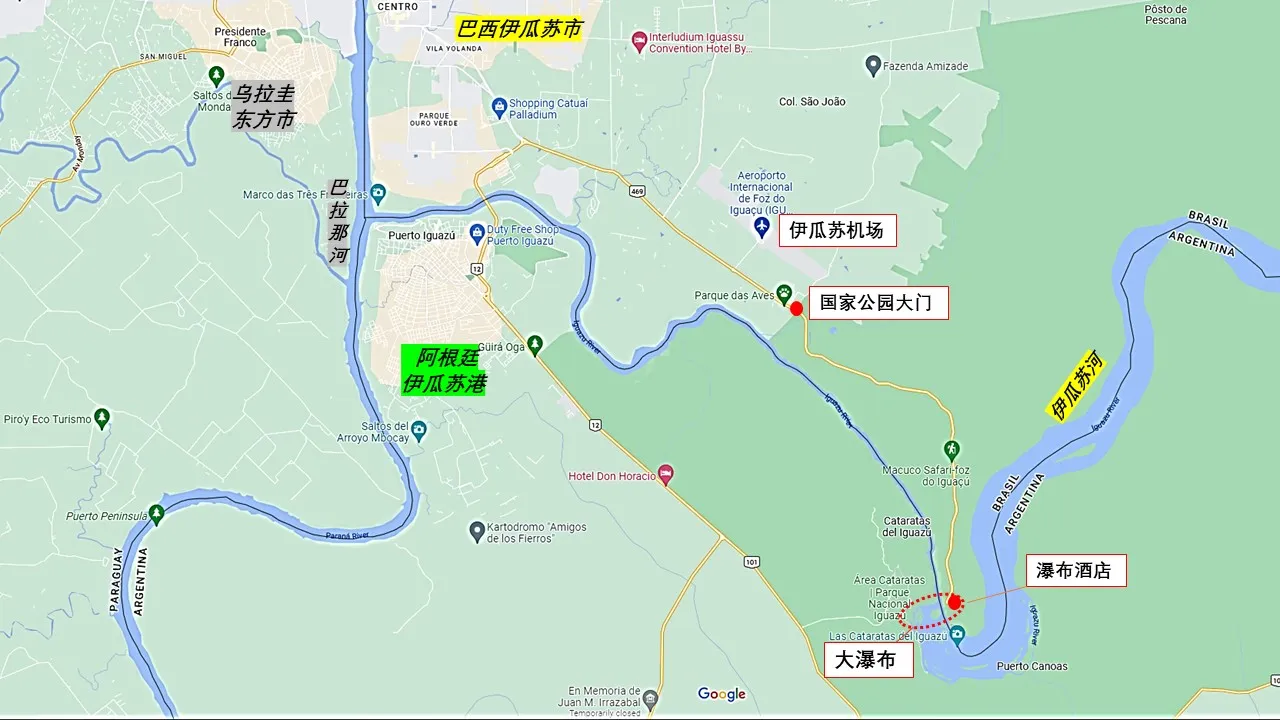 CENTRO
Pôsto de
Pescana
巴西伊瓜苏市
Presidente
Franco
VILA YOLANDA
Interludium Iguassu
Convention Hotel By...
SAN MIGUEL
Fazenda Amizade
Saltos d
Monda
乌拉圭
东方市
Shopping Catuaí
Palladium
Col. São João
PARQUE
OURO VERDE
Av Monday
Aeroporto
Internacional
de Foz do
Iguaçu (IGU...
469
Marco das Três Fronteiras
巴
拉
那
河
伊瓜苏机场
BRASIL
ARGENTINA
Puerto Iguazú
Duty Free Shop
Puerto Iguazú
12
Parque das Aves
国家公园大门
Iguazu River
Güirá Oga
阿根廷
伊瓜苏港
伊瓜苏河
Iguazu River
Iguazu River
Piro'y Eco Turismo
Saltos del
Arroyo Mbocay
12
Hotel Don Horacio
Macuco Safari-foz
do Iguaçu
BRASIL
ARGENTINA
Puerto Península
Paraná River
Kartodromo "Amigos
de los Fierros"
Cataratas
del Iguazú
PARAGUAY
ARGENTINA
101
瀑布酒店
Área Cataratas
| Parque
Nacional
Iguazú
Iguazu River
Las Cataratas del Iguazú
大瀑布
Puerto Canoas
En Memoria de
Juan M. Irrazabal
Temporarily closed
Google
10